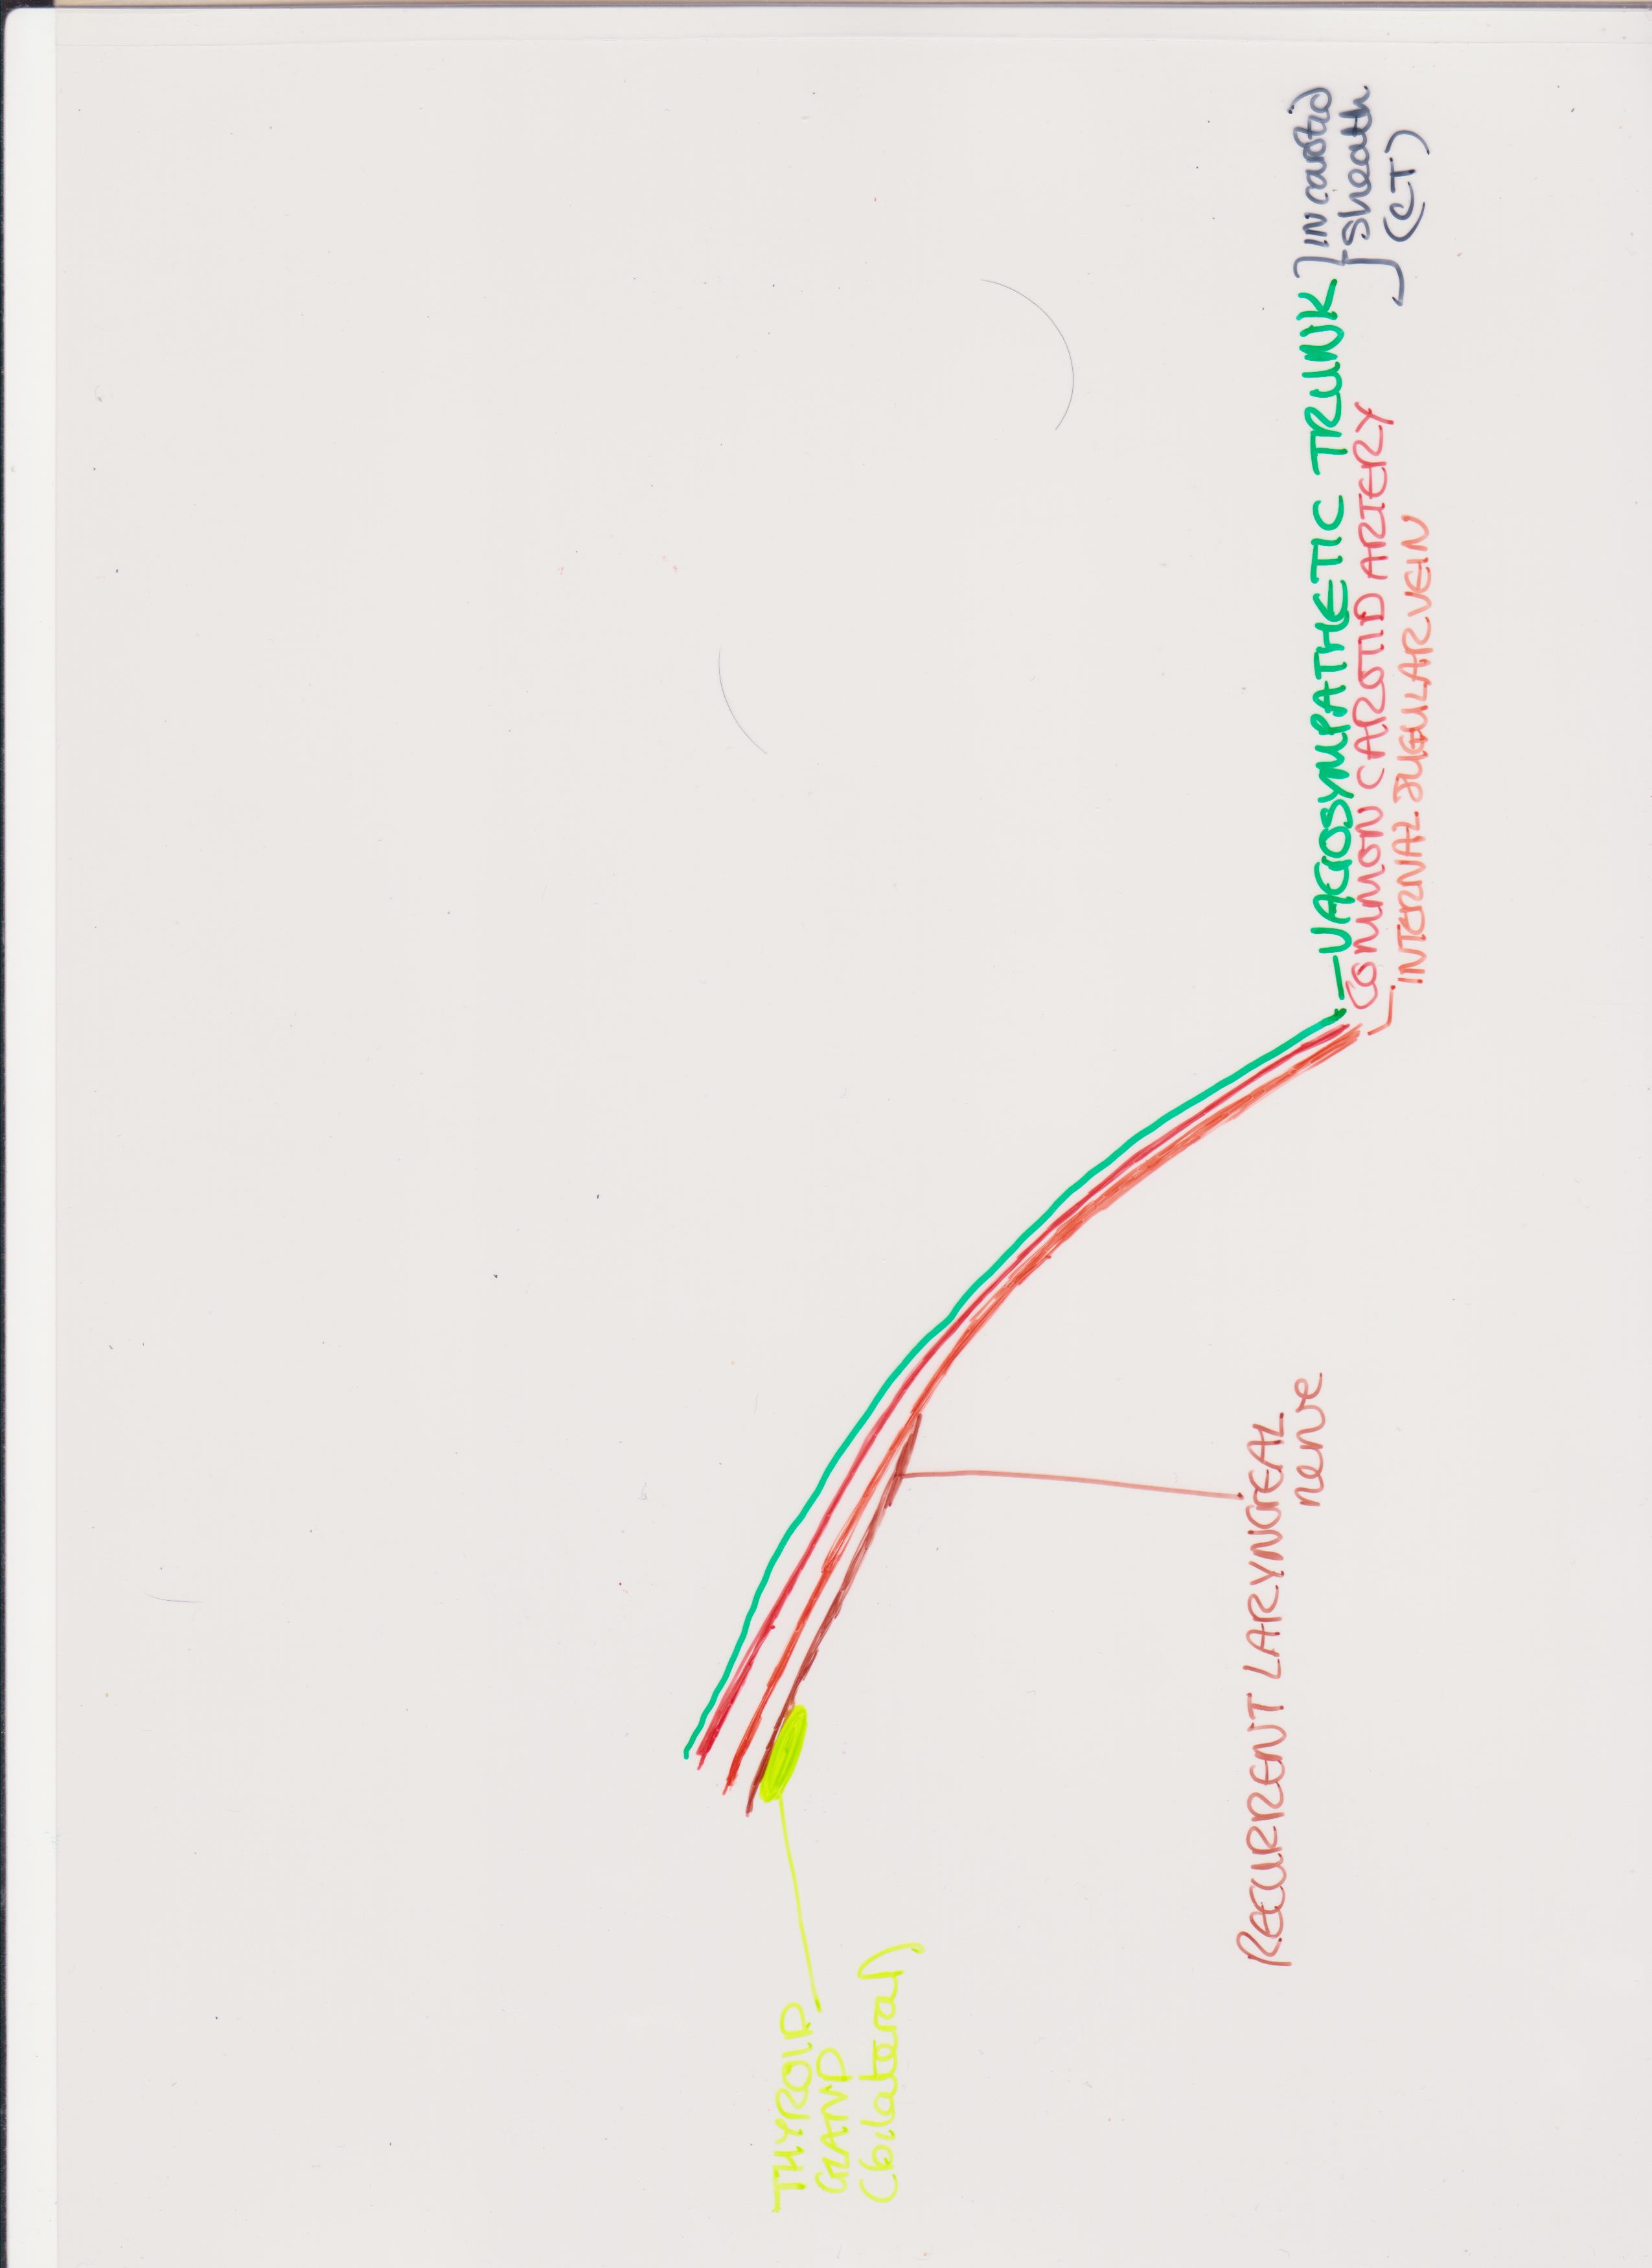 VAGOSYMPATHETIC TRUNK } IN carotid
COMMON CAROTID ARTERY sheath
INTERNAL JUGULAR VEIN (CT)
THYROID
GLAND
(bilateral)
RECURRENT LARYNGEAL
nerve